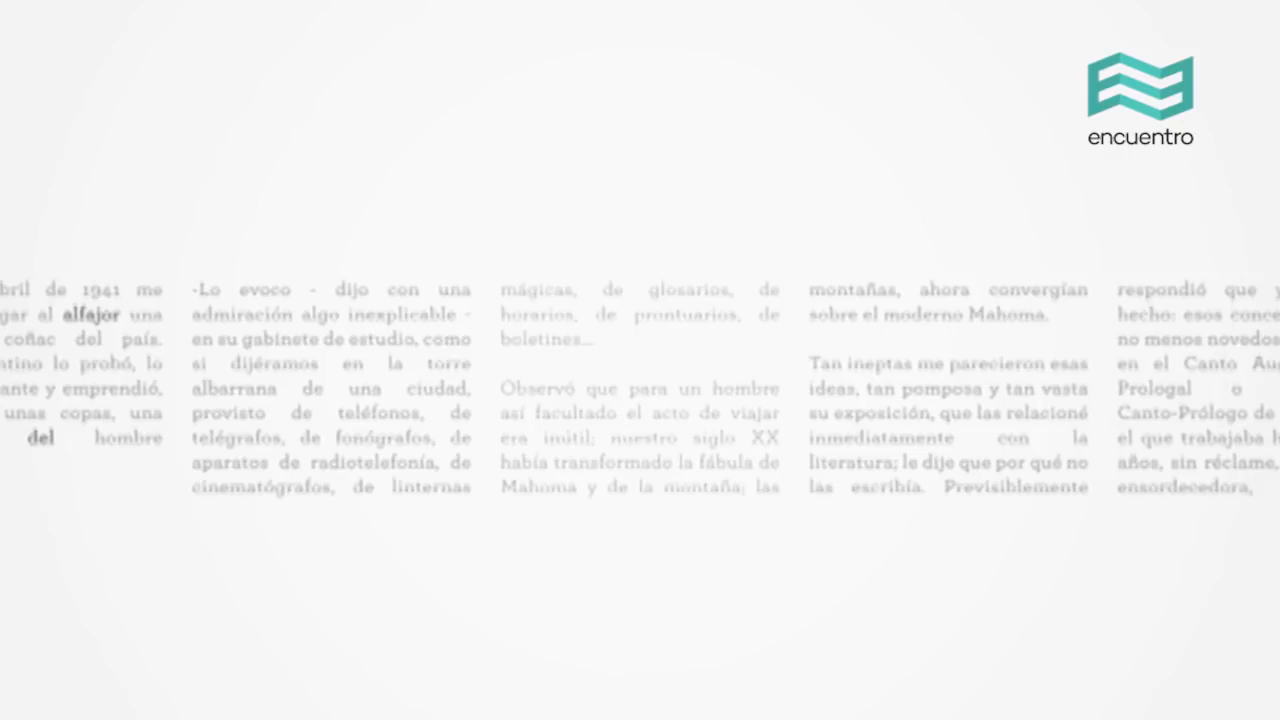 encuentro
bril de 1941 me
gar al alfajor una
coñac del país.
ntino lo probó, lo
ante y emprendió,
unas copas, una
del hombre
-Lo evoco - dijo con una
admiración algo inexplicable -
en su gabinete de estudio, como
si dijéramos en la torre
albarrana de una ciudad,
provisto de teléfonos, de
telégrafos, de fonógrafos, de
aparatos de radiotelefonía, de
cinematógrafos, de linternas
mágicas, de glosarios, de
horarios, de prontuarios, de
boletines...
Observó que para un hombre
así facultado el acto de viajar
era inútil; nuestro siglo XX
había transformado la fábula de
Mahoma y de la montaña; las
montañas, ahora convergían
sobre el moderno Mahoma.
Tan ineptas me parecieron esas
ideas, tan pomposa y tan vasta
su exposición, que las relacioné
inmediatamente con la
literatura; le dije que por qué no
las escribía. Previsiblemente
respondió que y
hecho: esos conce
no menos novedos
en el Canto Au
Prologal o
Canto-Prólogo de
el que trabajaba h
años, sin réclame,
ensordecedora,